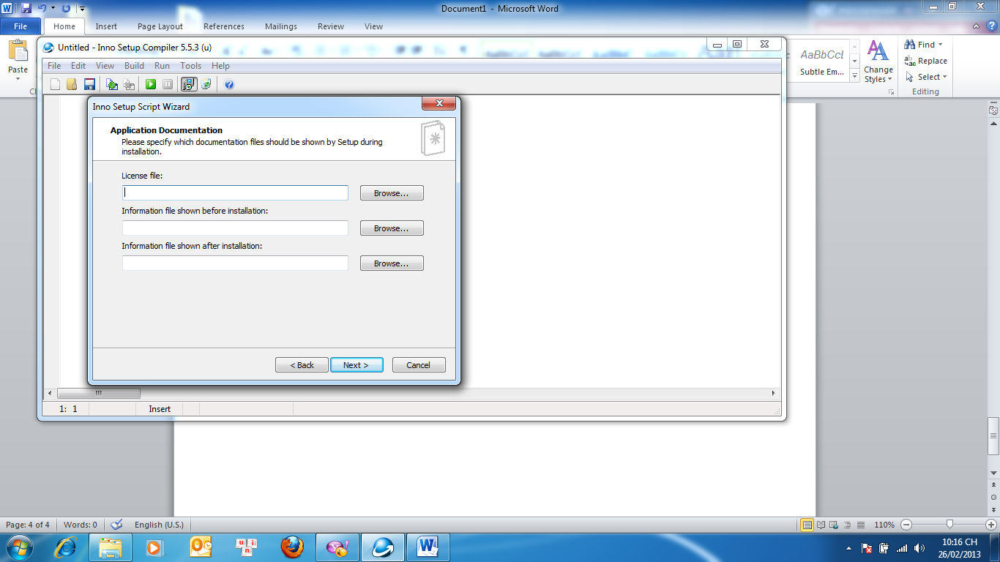 Document1 - Microsoft Word
File Home Insert Page Layout References Mailings Review View
Paste
AaBbCcL
Subtle Em...
Change
Styles
Find
Replace
Select
Editing
Untitled - Inno Setup Compiler 5.5.3 (u)
File Edit View Build Run Tools Help
Inno Setup Script Wizard
Application Documentation
Please specify which documentation files should be shown by Setup during
installation.
License file:
Browse...
Information file shown before installation:
Browse...
Information file shown after installation:
Browse...
< Back Next > Cancel
1: 1 Insert
Page: 4 of 4 Words: 0 English (U.S.) 110%
10:16 CH
26/02/2013